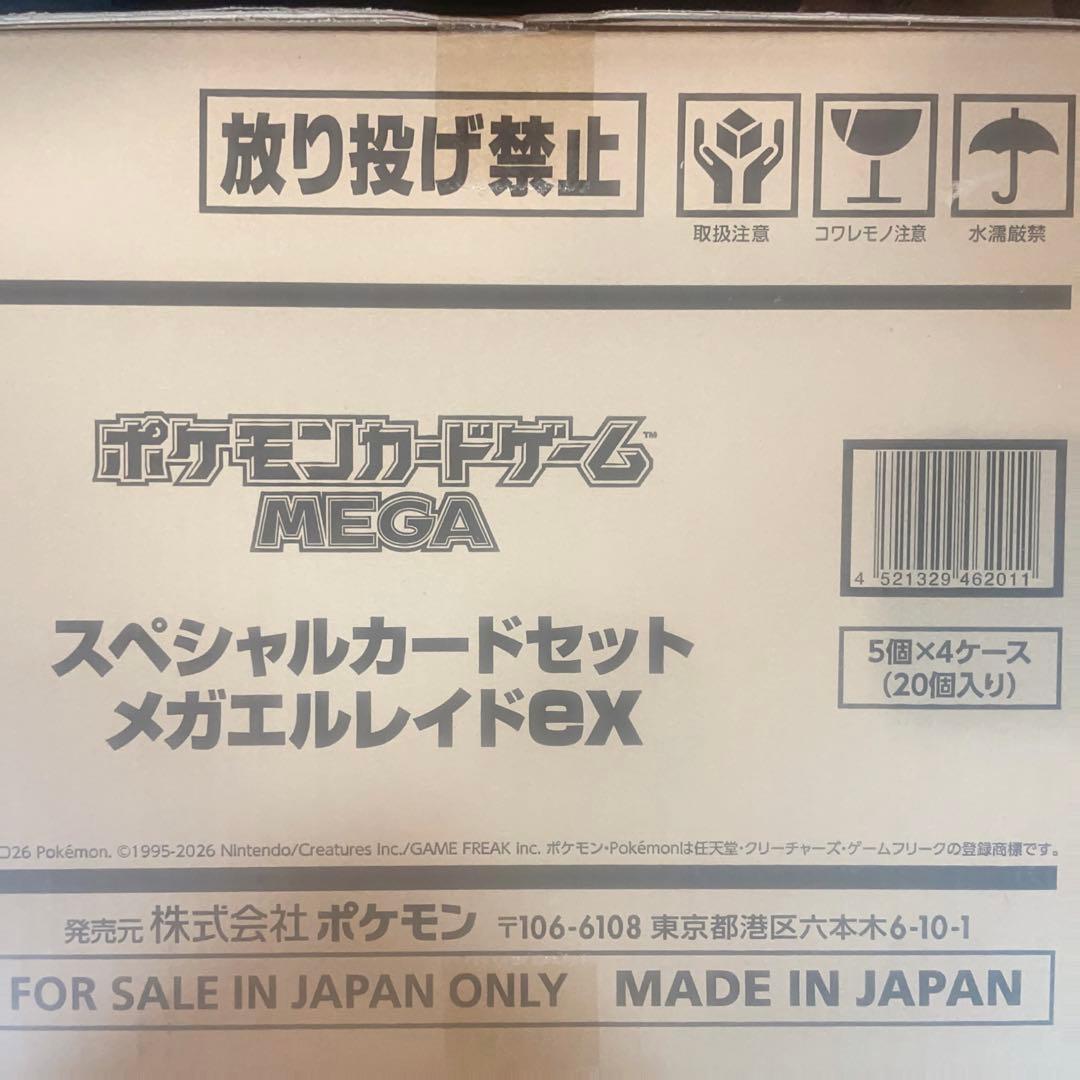 放り投げ禁止
取扱注意
コワレモノ注意
水濡厳禁
ポケモンカードゲーム™
MEGA
4 521329 462011
スペシャルカードセット
メガエルレイドex
5個×4ケース
(20個入り)
26 Pokémon. ©1995-2026 Nintendo/Creatures Inc./GAME FREAK inc. ポケモン・Pokémonは任天堂・クリーチャーズ・ゲームフリークの登録商標です。
発売元 株式会社 ポケモン 〒106-6108 東京都港区六本木6-10-1
FOR SALE IN JAPAN ONLY MADE IN JAPAN